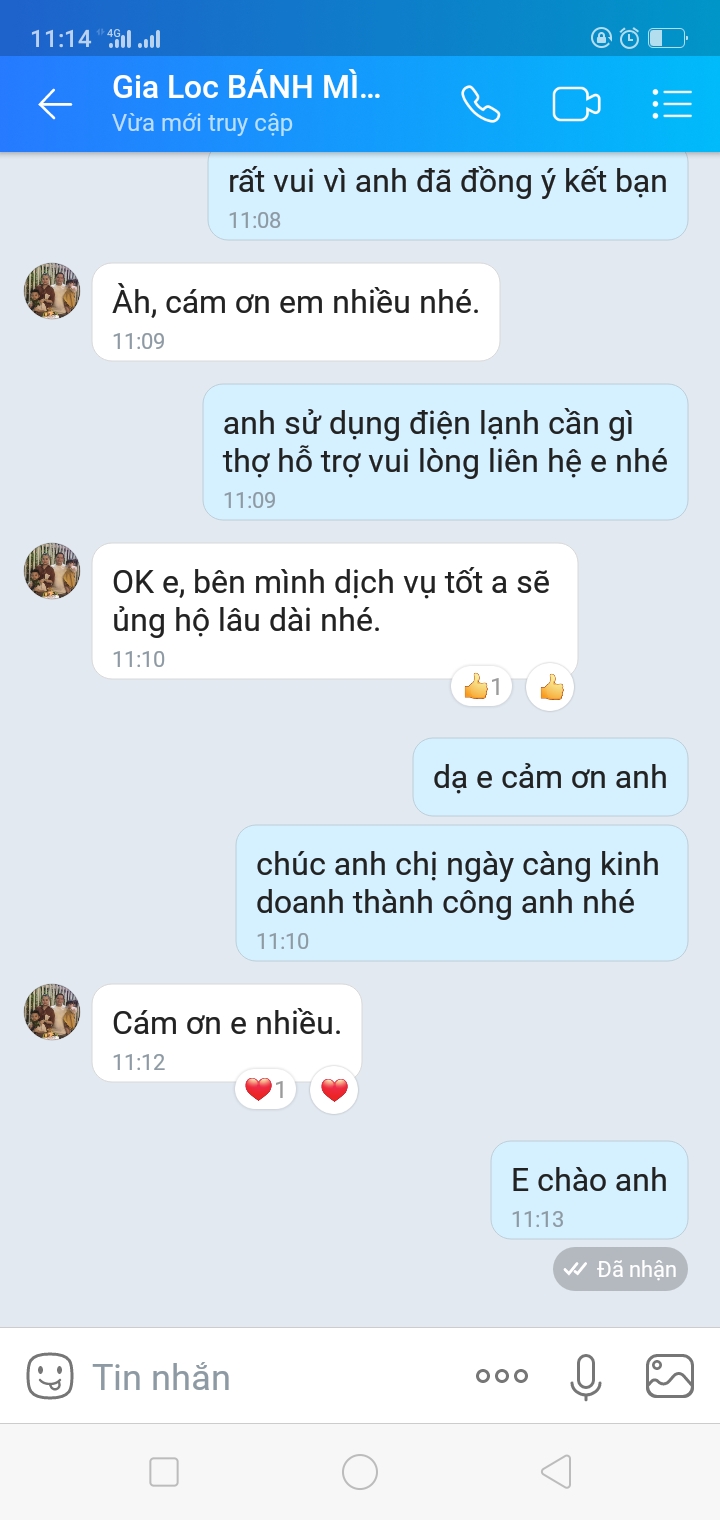 11:14
4G
Gia Loc BÁNH MÌ...
Vừa mới truy cập
rất vui vì anh đã đồng ý kết bạn
11:08
Àh, cám ơn em nhiều nhé.
11:09
anh sử dụng điện lạnh cần gì
thợ hỗ trợ vui lòng liên hệ e nhé
11:09
OK e, bên mình dịch vụ tốt a sẽ
ủng hộ lâu dài nhé.
11:10
1
dạ e cảm ơn anh
chúc anh chị ngày càng kinh
doanh thành công anh nhé
11:10
Cám ơn e nhiều.
11:12
1
E chào anh
11:13
Đã nhận
Tin nhắn